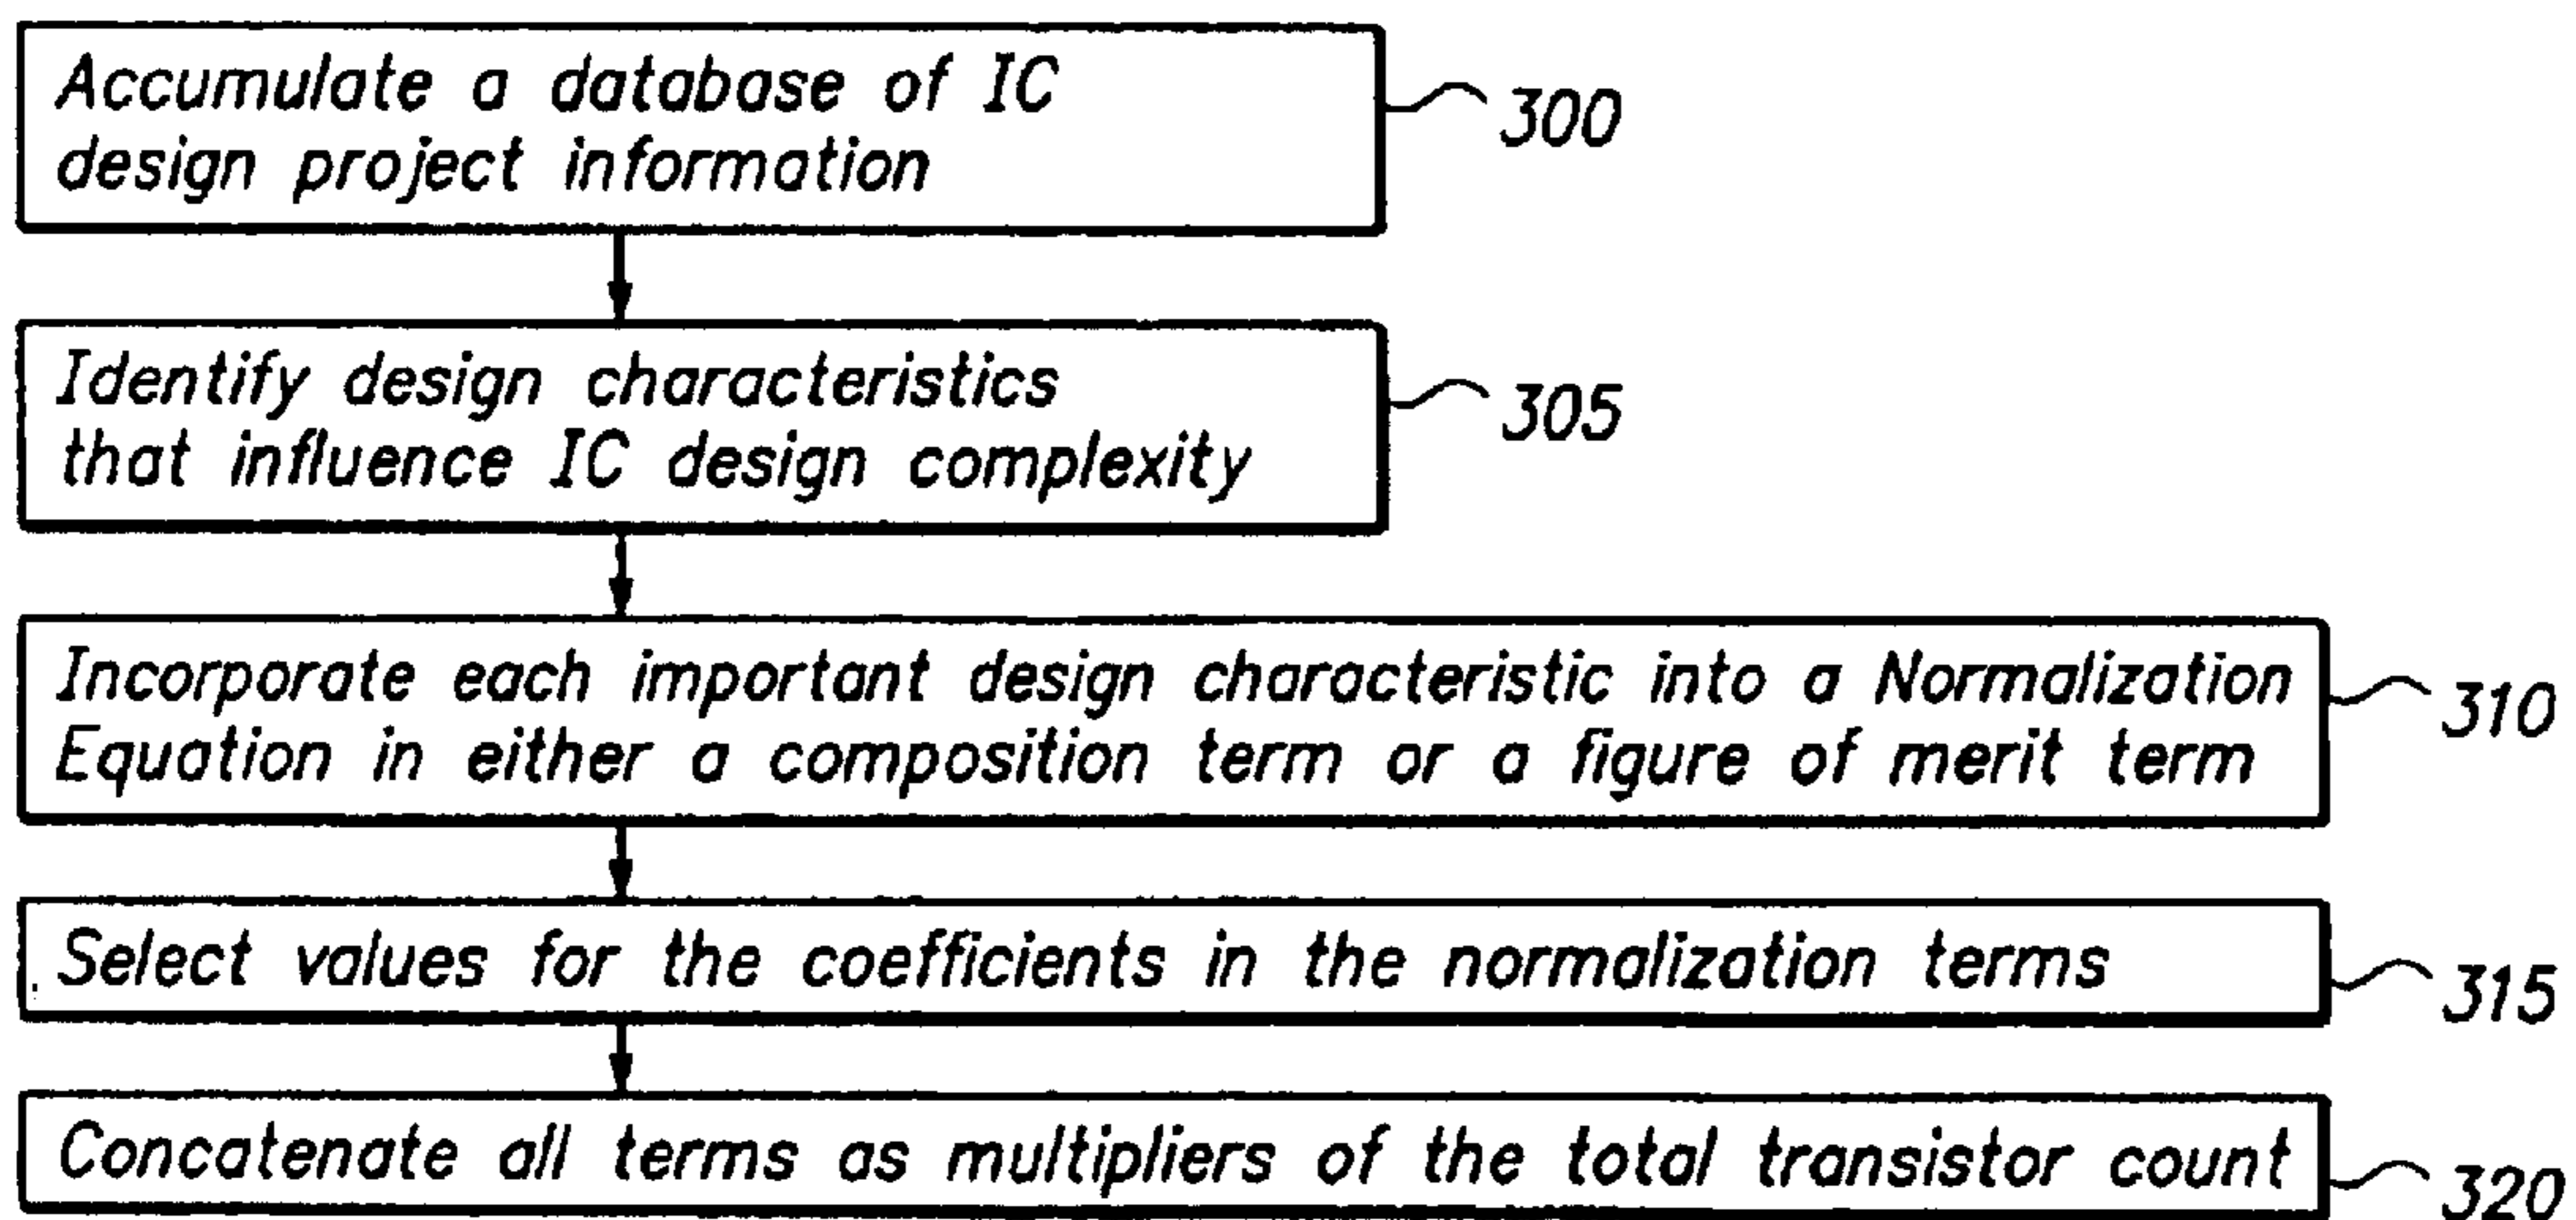 Accumulate a database of IC
design project information
300
Identify design characteristics
that influence IC design complexity
305
Incorporate each important design characteristic into a Normalization
Equation in either a composition term or a figure of merit term
310
Select values for the coefficients in the normalization terms
315
Concatenate all terms as multipliers of the total transistor count
320